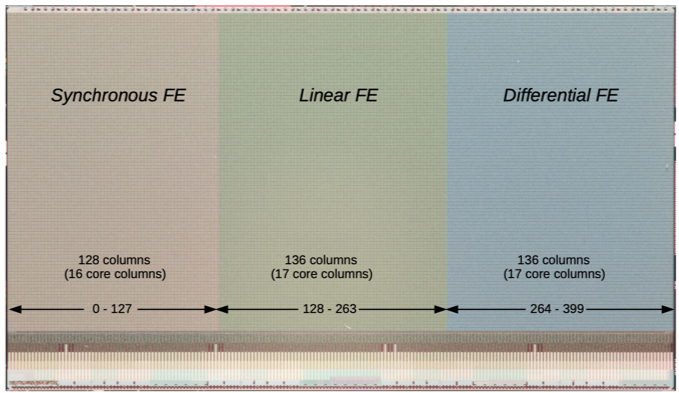 Synchronous FE
Linear FE
Differential FE
128 columns
(16 core columns)
136 columns
(17 core columns)
136 columns
(17 core columns)
0 - 127
128 - 263
264 - 399